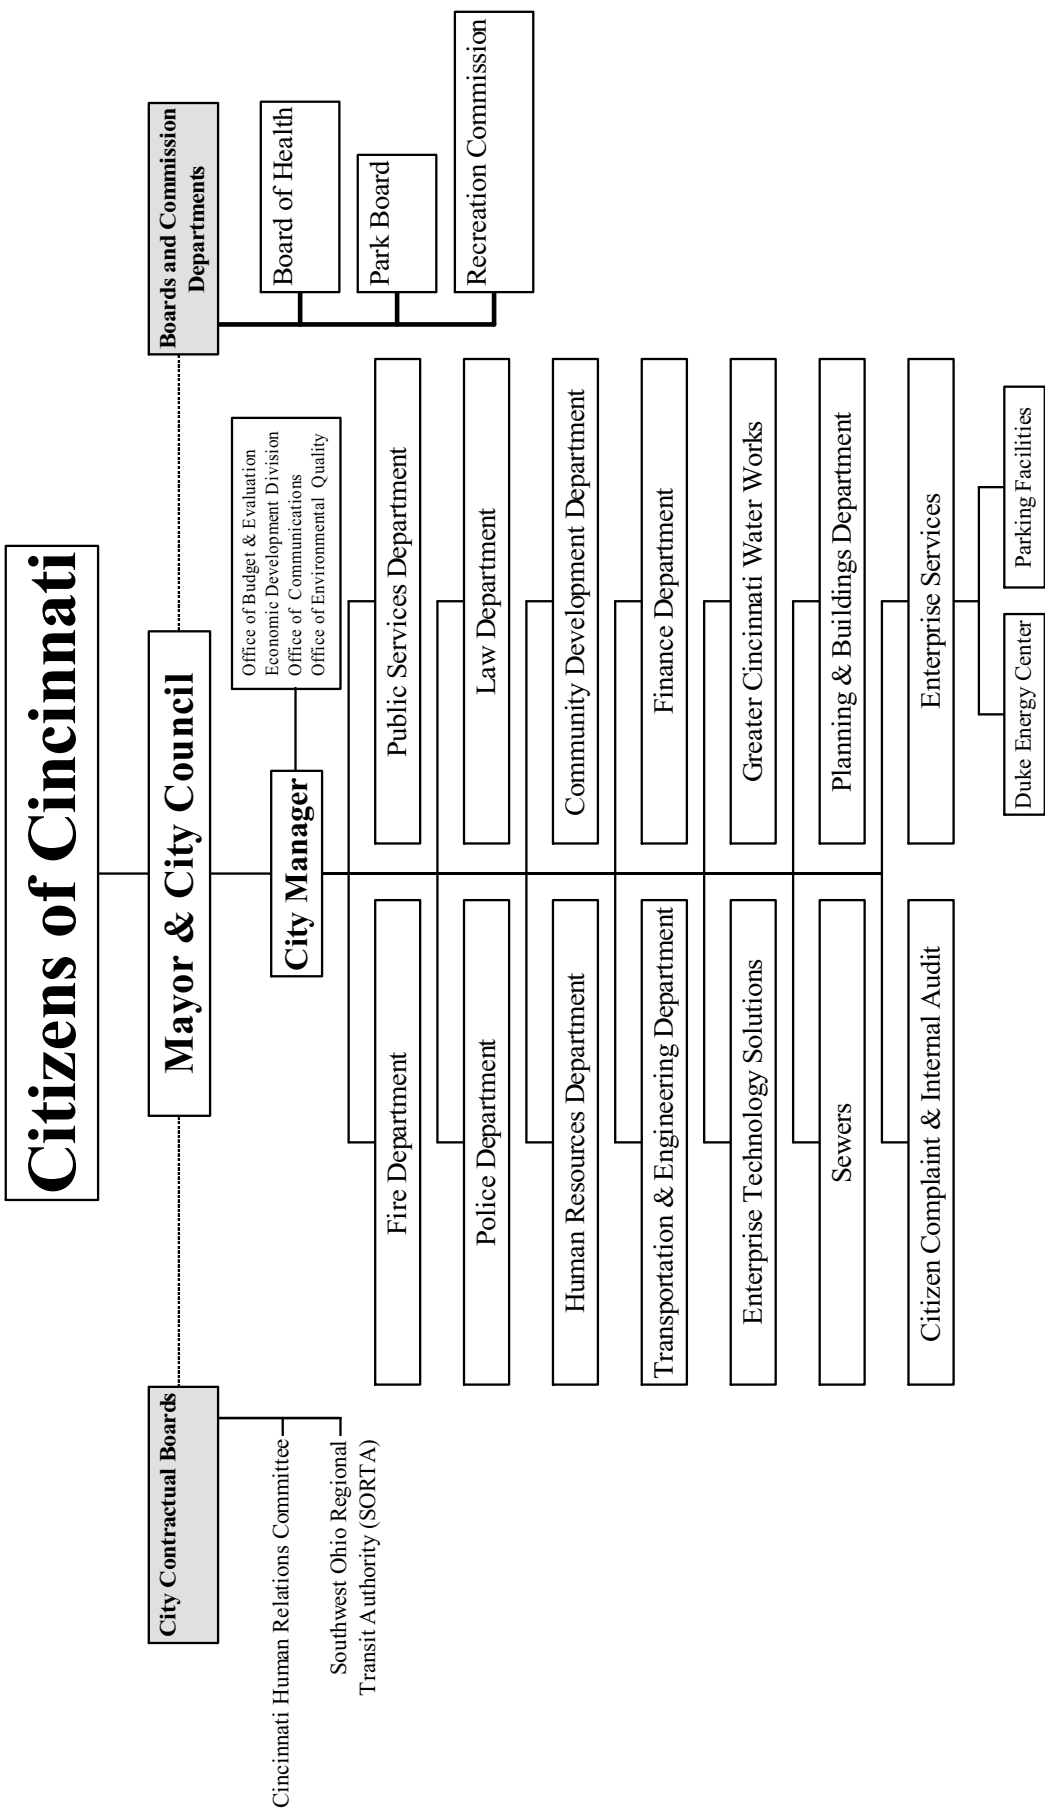 Citizens of Cincinnati
City Contractual Boards
Mayor & City Council
Boards and Commission
Departments
Cincinnati Human Relations Committee
Southwest Ohio Regional
Transit Authority (SORTA)
City Manager
Office of Budget & Evaluation
Economic Development Division
Office of Communications
Office of Environmental Quality
Board of Health
Park Board
Recreation Commission
Fire Department
Public Services Department
Police Department
Law Department
Human Resources Department
Community Development Department
Transportation & Engineering Department
Finance Department
Enterprise Technology Solutions
Greater Cincinnati Water Works
Sewers
Planning & Buildings Department
Citizen Complaint & Internal Audit
Enterprise Services
Duke Energy Center
Parking Facilities